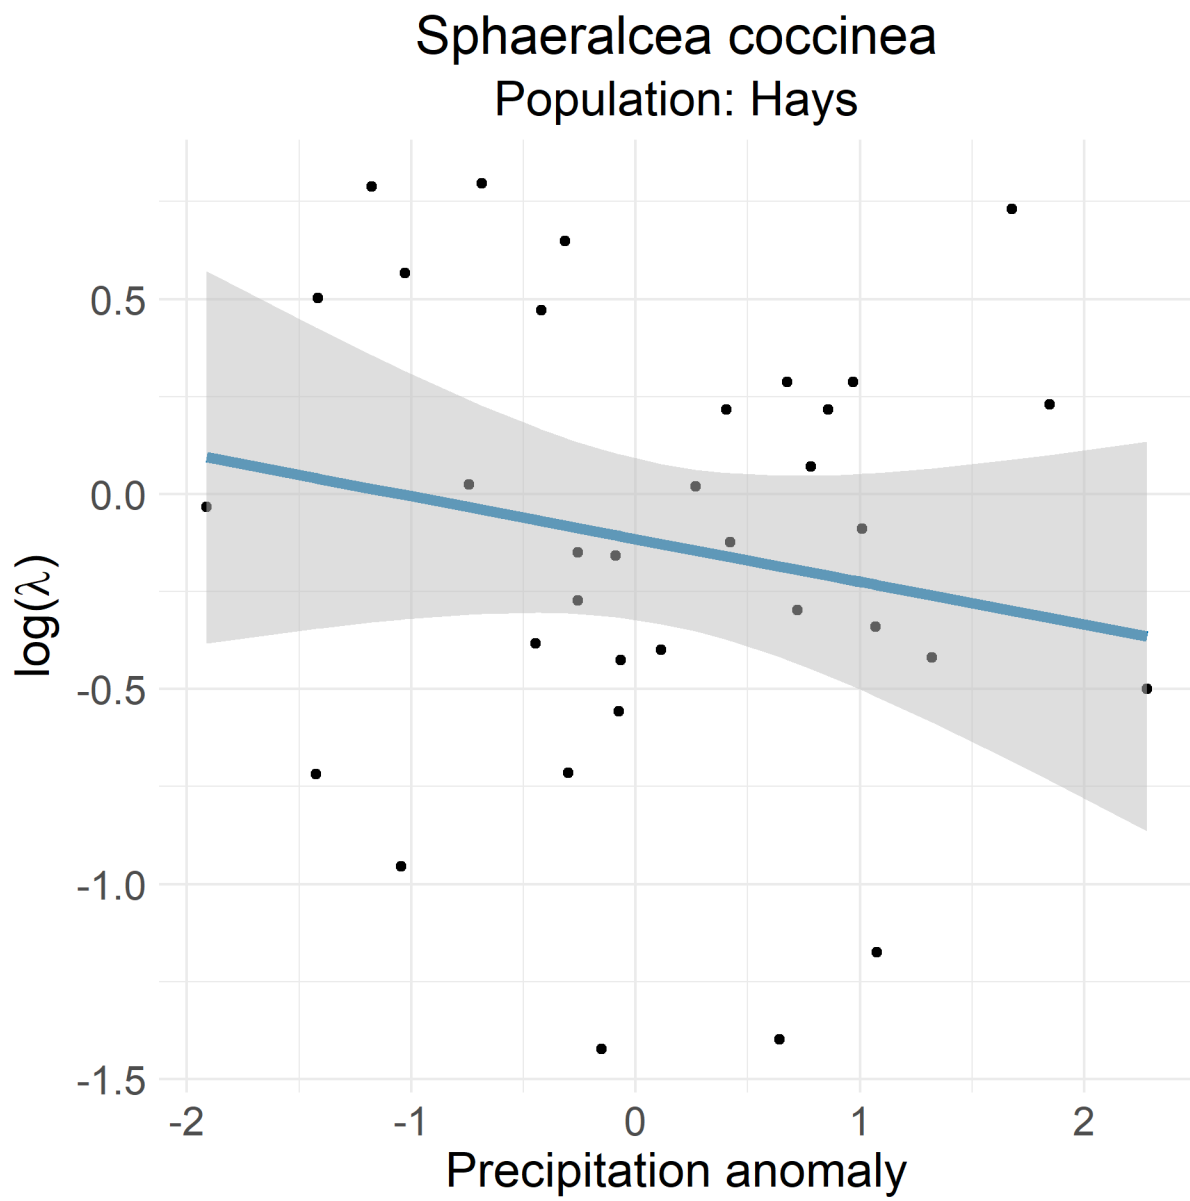 Sphaeralcea coccinea
Population: Hays
log(λ)
0.5
0.0
-0.5
-1.0
-1.5
-2 -1 0 1 2
Precipitation anomaly